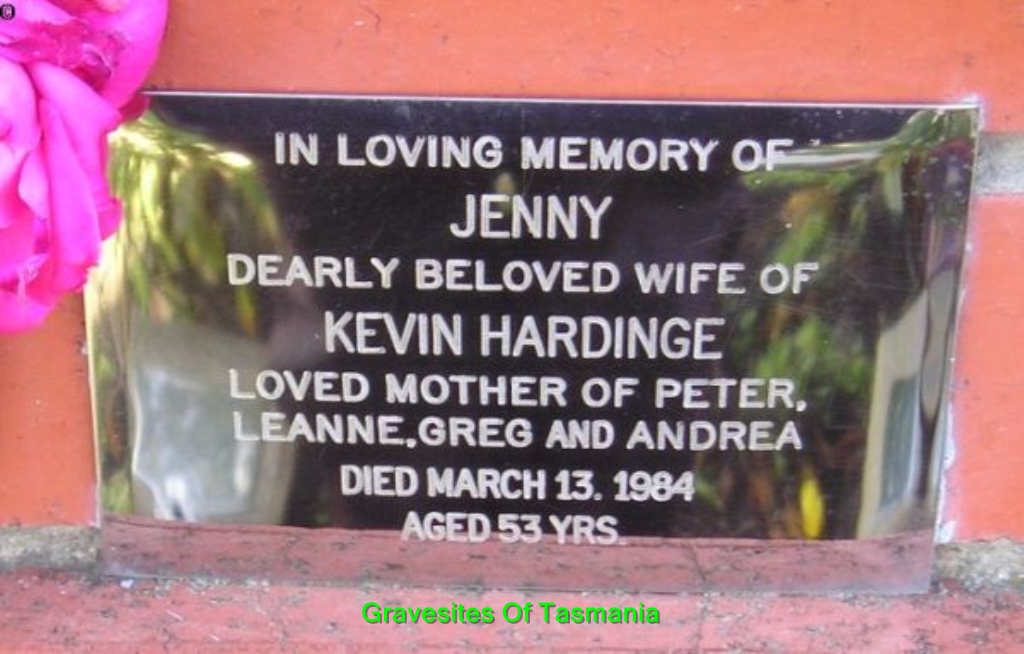 IN LOVING MEMORY OF
JENNY
DEARLY BELOVED WIFE OF
KEVIN HARDINGE
LOVED MOTHER OF PETER,
LEANNE, GREG AND ANDREA
DIED MARCH 13. 1984
AGED 53 YRS.
Gravesites Of Tasmania